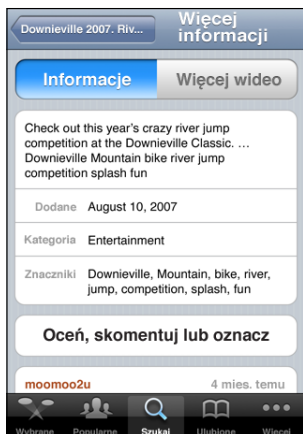 Downieville 2007. Riv...
Więcej
informacji
Informacje
Więcej wideo
Check out this year's crazy river jump
competition at the Downieville Classic. ...
Downieville Mountain bike river jump
competition splash fun
Dodane August 10, 2007
Kategoria Entertainment
Znaczniki Downieville, Mountain, bike, river,
jump, competition, splash, fun
Oceń, skomentuj lub oznacz
moomoo2u 4 mies. temu
Wybrane Popularne Szukaj Ulubione Więcej